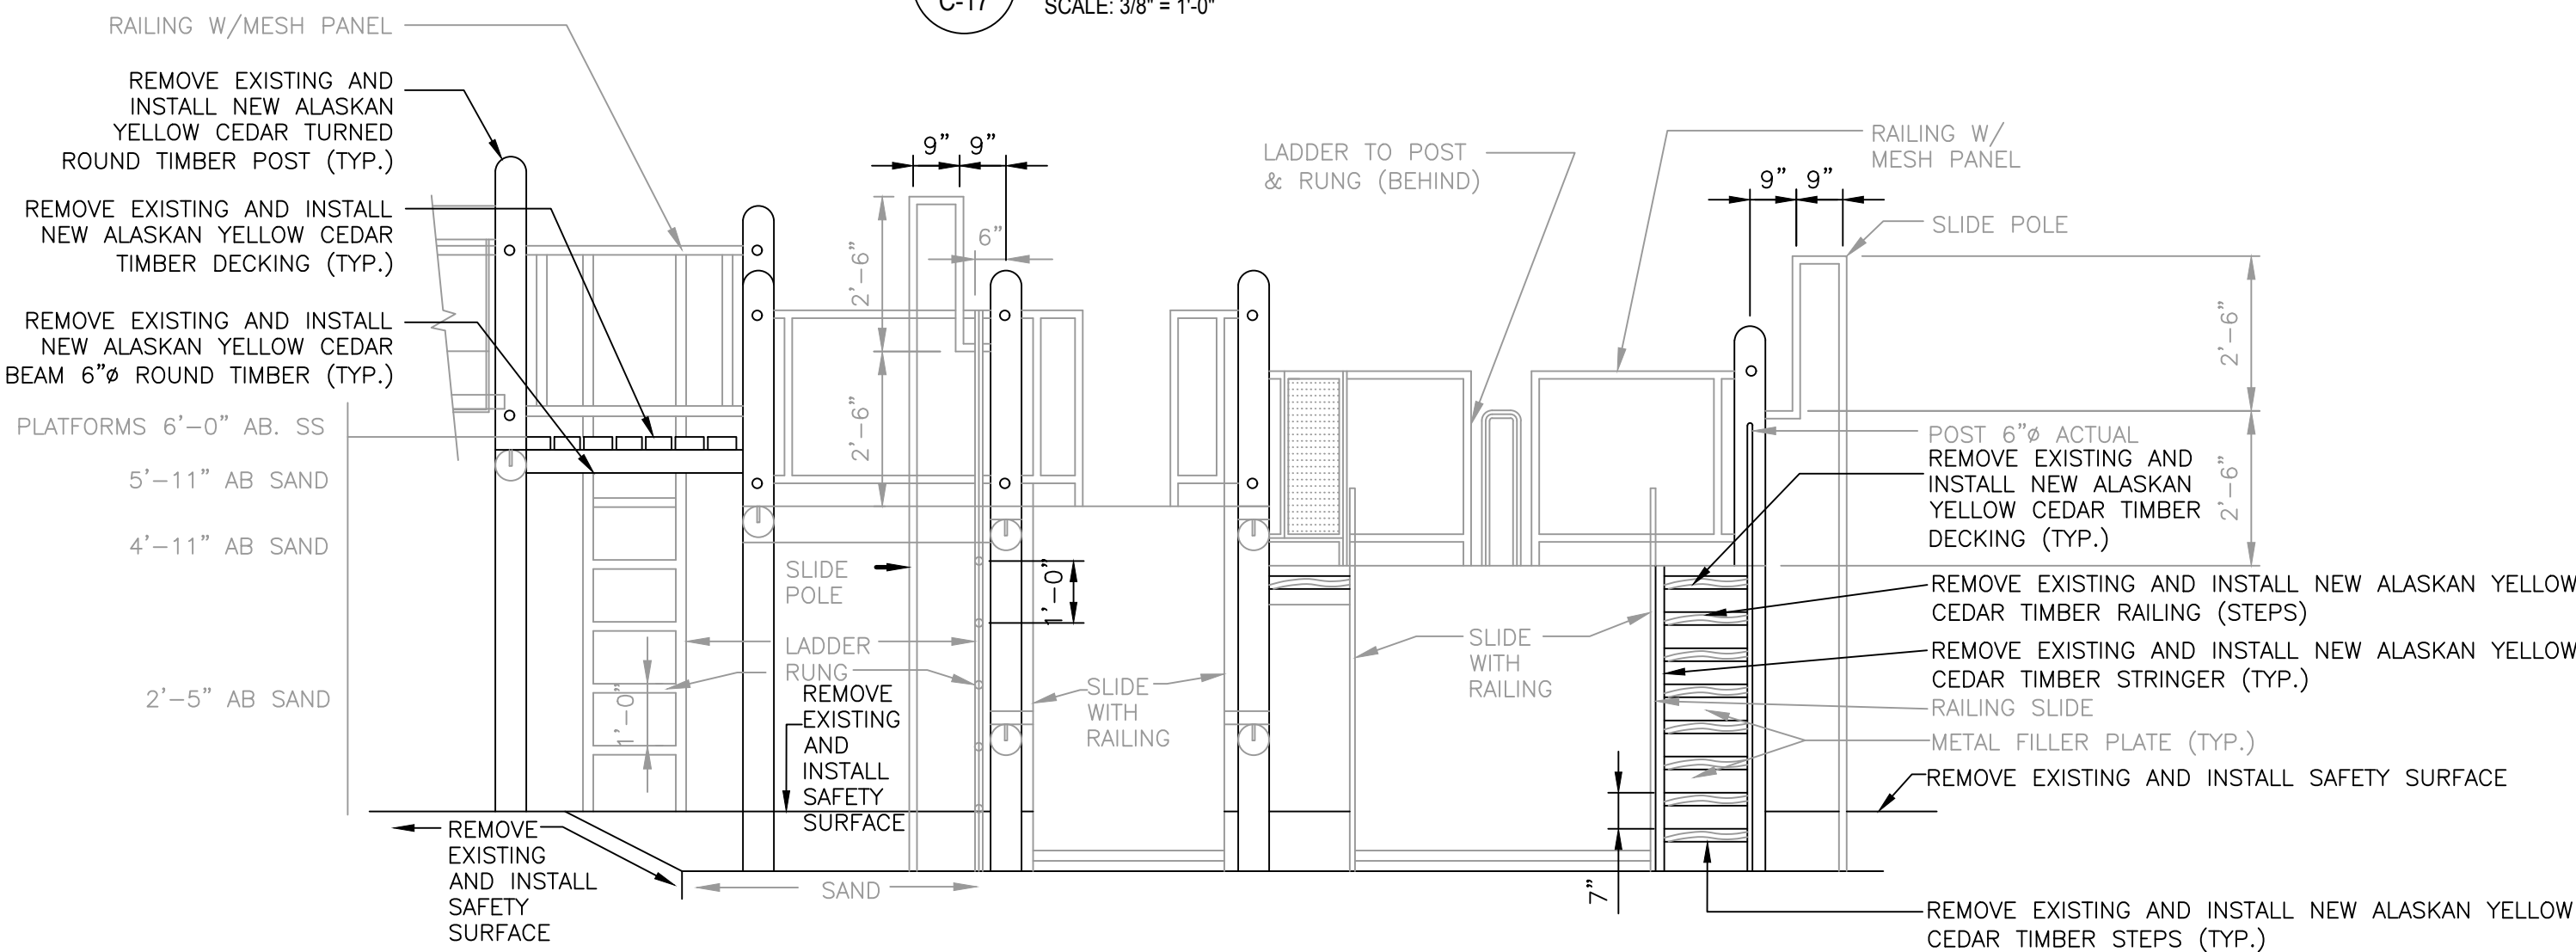 C-17
SCALE: 3/8" = 1'-0"
RAILING W/MESH PANEL
REMOVE EXISTING AND
INSTALL NEW ALASKAN
YELLOW CEDAR TURNED
ROUND TIMBER POST (TYP.)
REMOVE EXISTING AND INSTALL
NEW ALASKAN YELLOW CEDAR
TIMBER DECKING (TYP.)
REMOVE EXISTING AND INSTALL
NEW ALASKAN YELLOW CEDAR
BEAM 6"ø ROUND TIMBER (TYP.)
PLATFORMS 6'-0" AB. SS
5'-11" AB SAND
4'-11" AB SAND
2'-5" AB SAND
9" 9"
6"
2'-6"
2'-6"
LADDER TO POST
& RUNG (BEHIND)
RAILING W/
MESH PANEL
9" 9"
SLIDE POLE
2'-6"
2'-6"
POST 6"ø ACTUAL
REMOVE EXISTING AND
INSTALL NEW ALASKAN
YELLOW CEDAR TIMBER
DECKING (TYP.)
SLIDE
POLE
1'-0"
LADDER
RUNG
1'-0"
REMOVE
EXISTING
AND
INSTALL
SAFETY
SURFACE
SLIDE
WITH
RAILING
SLIDE
WITH
RAILING
REMOVE EXISTING AND INSTALL NEW ALASKAN YELLOW
CEDAR TIMBER RAILING (STEPS)
REMOVE EXISTING AND INSTALL NEW ALASKAN YELLOW
CEDAR TIMBER STRINGER (TYP.)
RAILING SLIDE
METAL FILLER PLATE (TYP.)
REMOVE EXISTING AND INSTALL SAFETY SURFACE
REMOVE
EXISTING
AND INSTALL
SAFETY
SURFACE
SAND
7"
REMOVE EXISTING AND INSTALL NEW ALASKAN YELLOW
CEDAR TIMBER STEPS (TYP.)